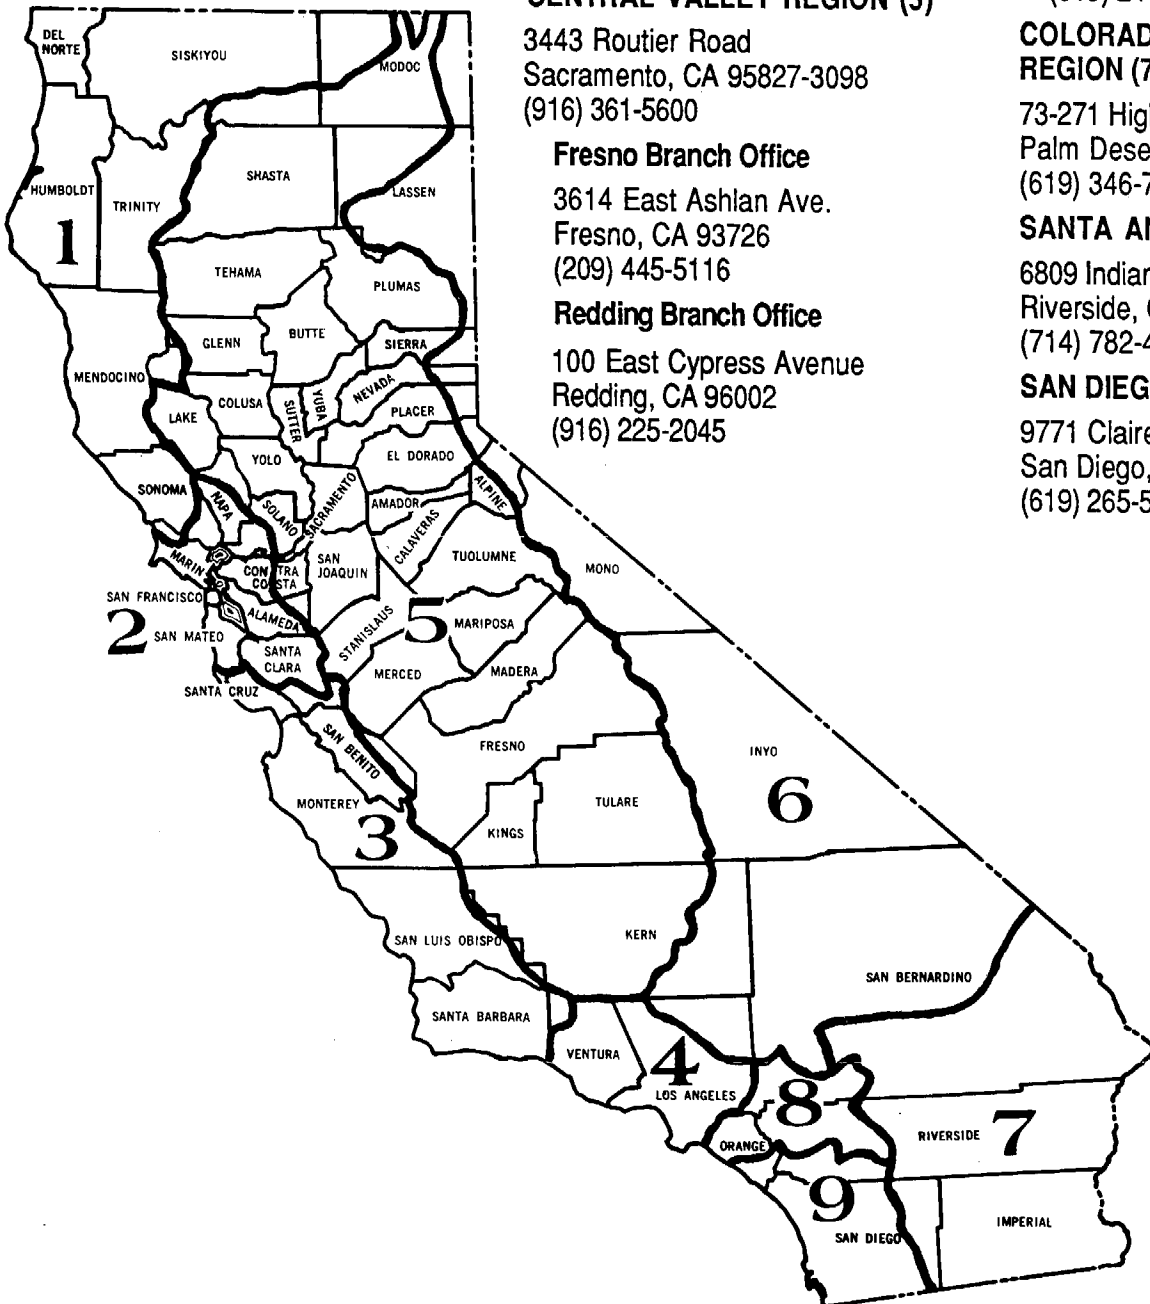 CENTRAL VALLEY REGION (5)
3443 Routier Road
Sacramento, CA 95827-3098
(916) 361-5600
Fresno Branch Office
3614 East Ashlan Ave.
Fresno, CA 93726
(209) 445-5116
Redding Branch Office
100 East Cypress Avenue
Redding, CA 96002
(916) 225-2045
COLORAD
REGION (7
73-271 Hig
Palm Dese
(619) 346-7
SANTA A
6809 Indian
Riverside,
(714) 782-4
SAN DIEG
9771 Claire
San Diego,
(619) 265-5
DEL
NORTE
SISKIYOU
MODOC
HUMBOLDT
1
TRINITY
SHASTA
LASSEN
TEHAMA
PLUMAS
MENDOCINO
GLENN
BUTTE
SIERRA
LAKE
COLUSA
SUTTER
YUBA
NEVADA
PLACER
YOLO
EL DORADO
SONOMA
NAPA
SOLANO
SACRAMENTO
AMADOR
ALPINE
CALAVERAS
MARIN
CONTRA
COSTA
SAN
JOAQUIN
TUOLUMNE
MONO
SAN FRANCISCO
ALAMEDA
STANISLAUS
5
MARIPOSA
2
SAN MATEO
SANTA
CLARA
MERCED
MADERA
SANTA CRUZ
SAN BENITO
FRESNO
INYO
MONTEREY
3
KINGS
TULARE
6
SAN LUIS OBISPO
KERN
SAN BERNARDINO
SANTA BARBARA
VENTURA
4
LOS ANGELES
8
ORANGE
RIVERSIDE
7
9
SAN DIEGO
IMPERIAL